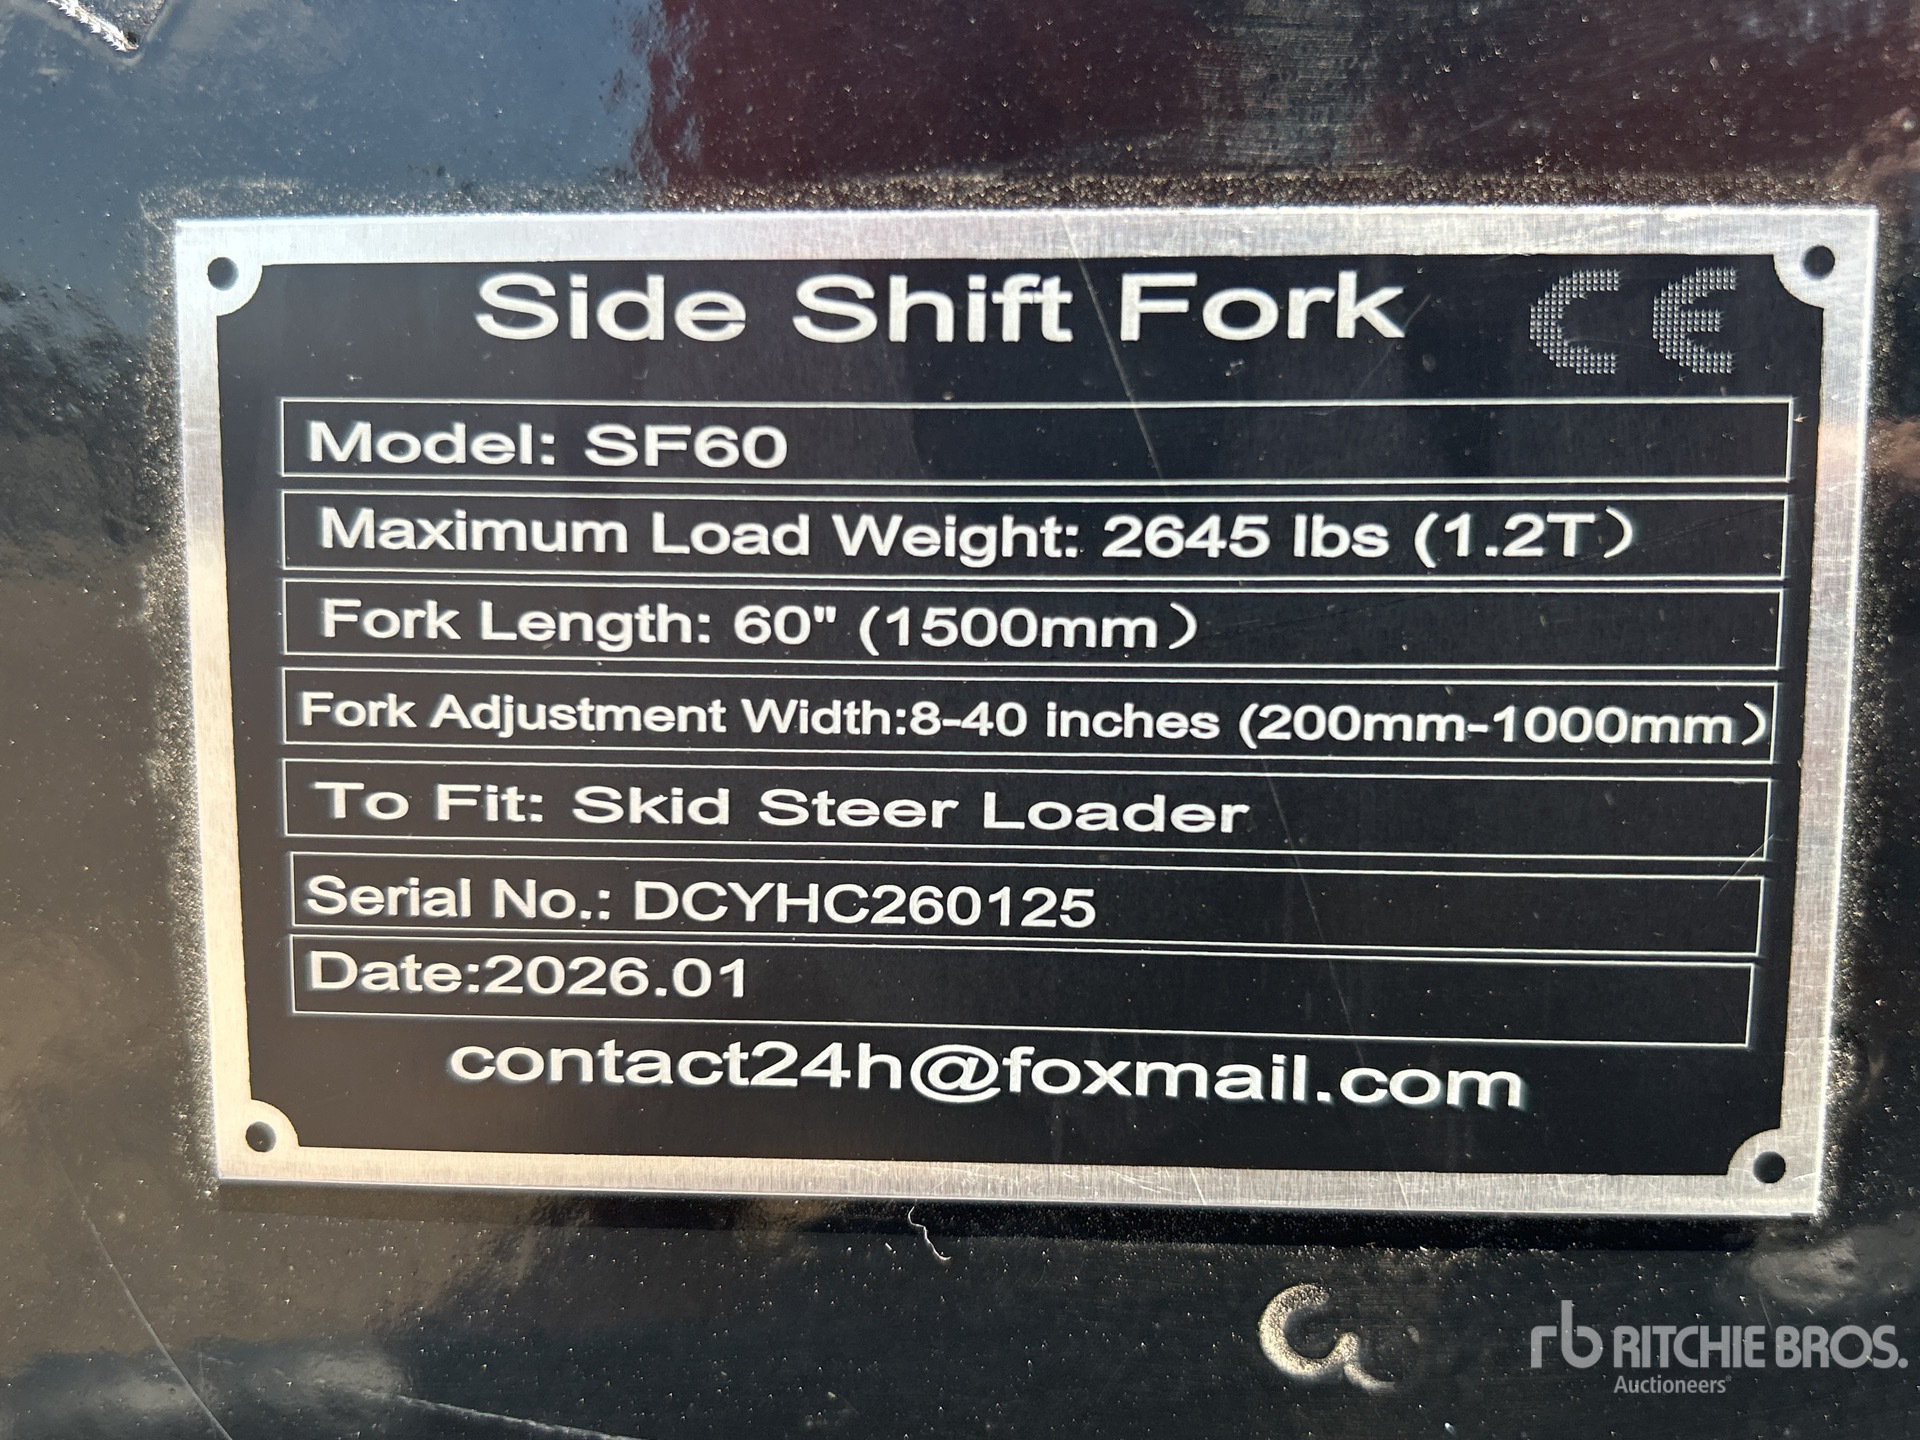 Side Shift Fork CE
Model: SF60
Maximum Load Weight: 2645 lbs (1.2T）
Fork Length: 60" (1500mm）
Fork Adjustment Width:8-40 inches (200mm-1000mm）
To Fit: Skid Steer Loader
Serial No.: DCYHC260125
Date:2026.01
contact24h@foxmail.com
rb RITCHIE BROS.
Auctioneers